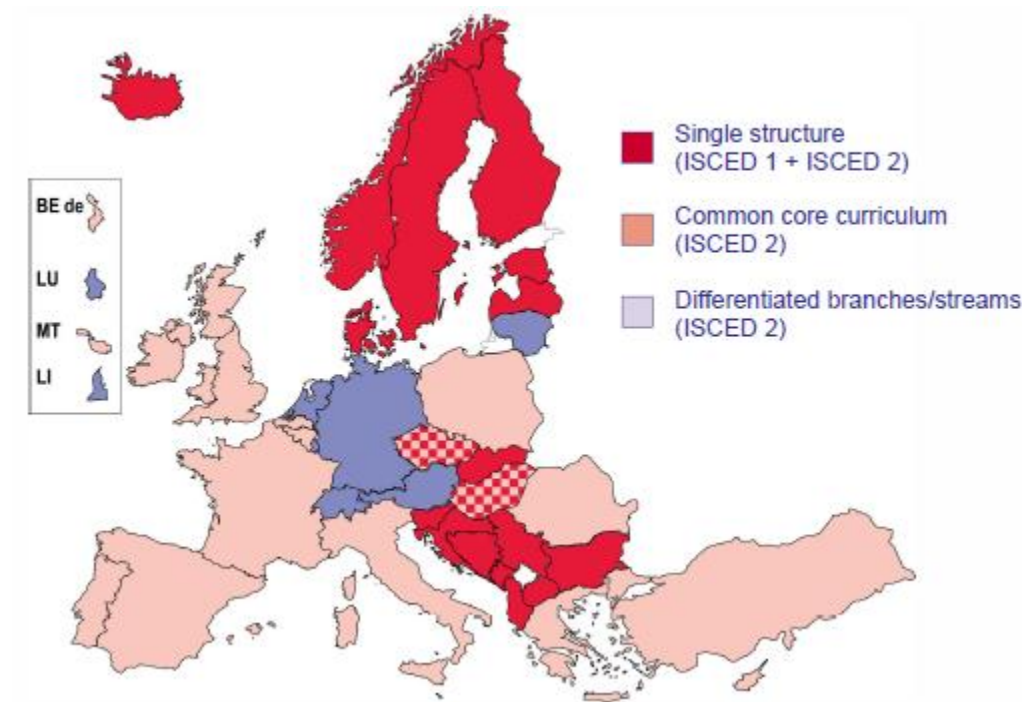 Single structure
(ISCED 1 + ISCED 2)
BE de
Common core curriculum
(ISCED 2)
LU
Differentiated branches/streams
(ISCED 2)
MT
LI